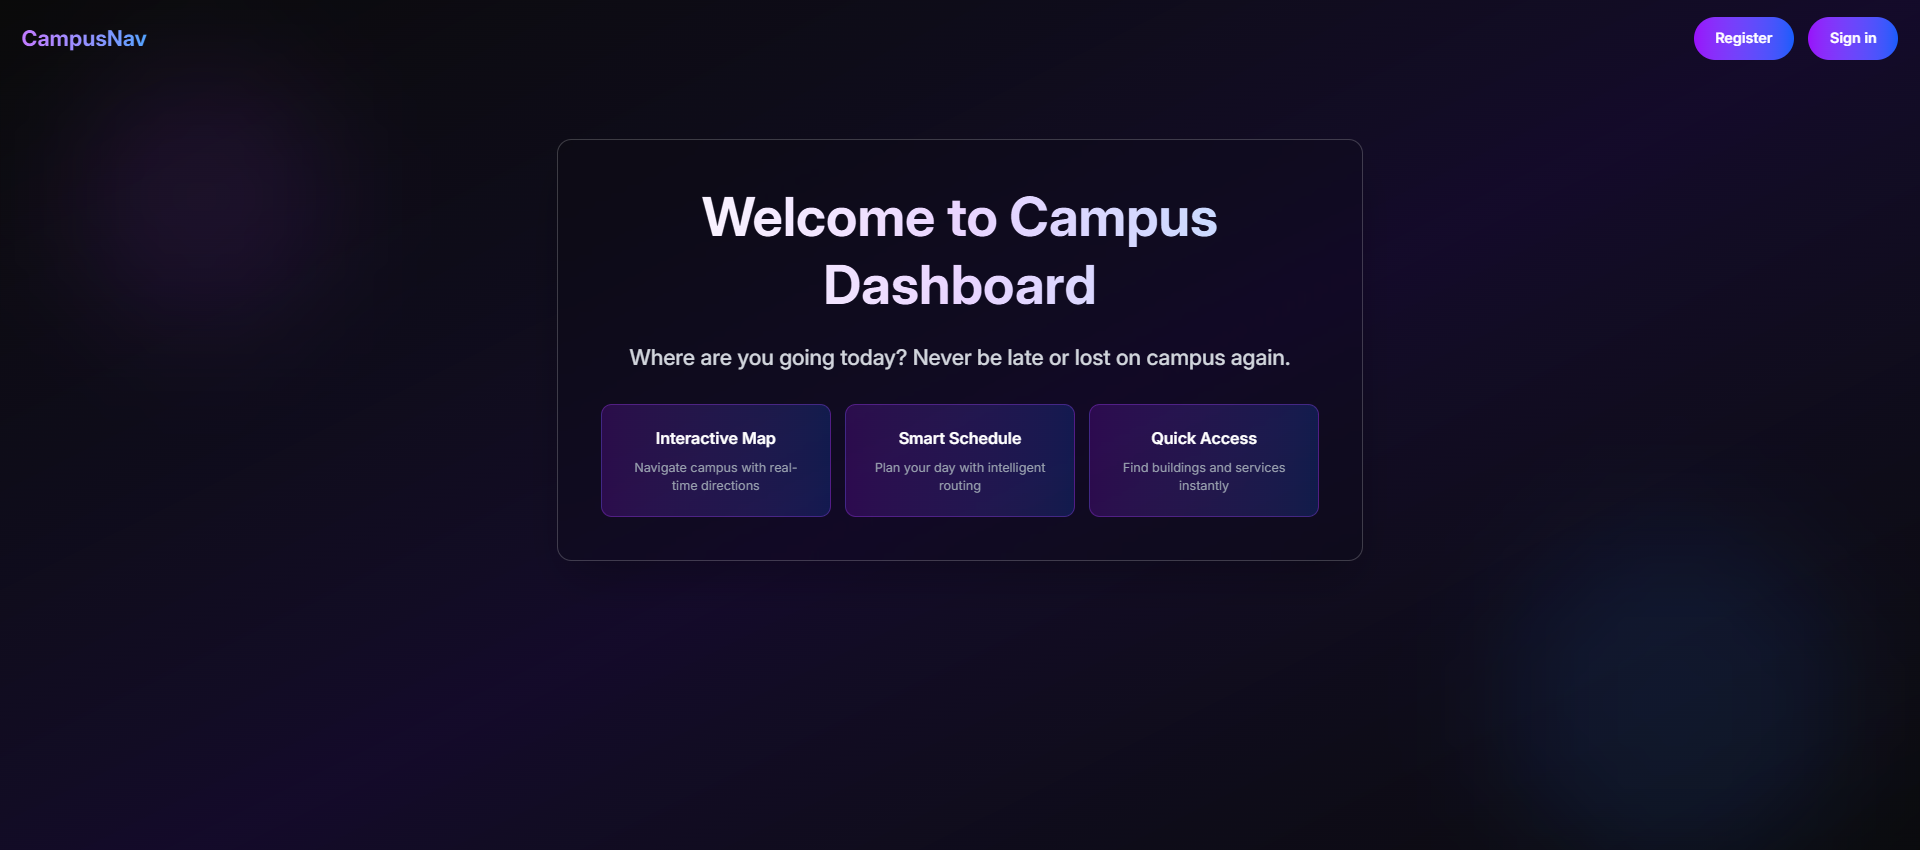 CampusNav
Register
Sign in
Welcome to Campus
Dashboard
Where are you going today? Never be late or lost on campus again.
Interactive Map
Navigate campus with real-
time directions
Smart Schedule
Plan your day with intelligent
routing
Quick Access
Find buildings and services
instantly